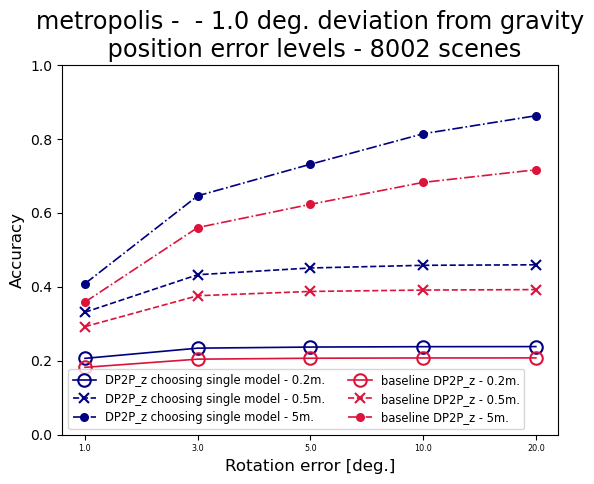 metropolis -  - 1.0 deg. deviation from gravity
position error levels - 8002 scenes
1.0
0.8
0.6
0.4
0.2
0.0
Accuracy
DP2P_z choosing single model - 0.2m.
DP2P_z choosing single model - 0.5m.
DP2P_z choosing single model - 5m.
baseline DP2P_z - 0.2m.
baseline DP2P_z - 0.5m.
baseline DP2P_z - 5m.
1.0 3.0 5.0 10.0 20.0
Rotation error [deg.]